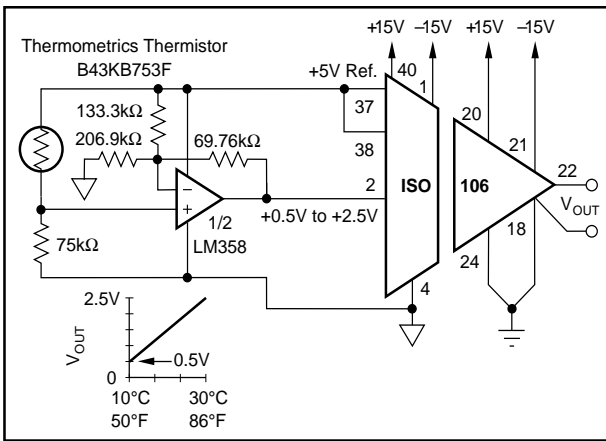 +15V –15V +15V –15V
Thermometrics Thermistor
B43KB753F
+5V Ref.
40
1
133.3kΩ
37
20
206.9kΩ
69.76kΩ
38
21
22
2
ISO
106
–
+
+0.5V to +2.5V
VOUT
1/2
LM358
75kΩ
18
24
4
2.5V
VOUT
0.5V
0
10°C 30°C
50°F 86°F